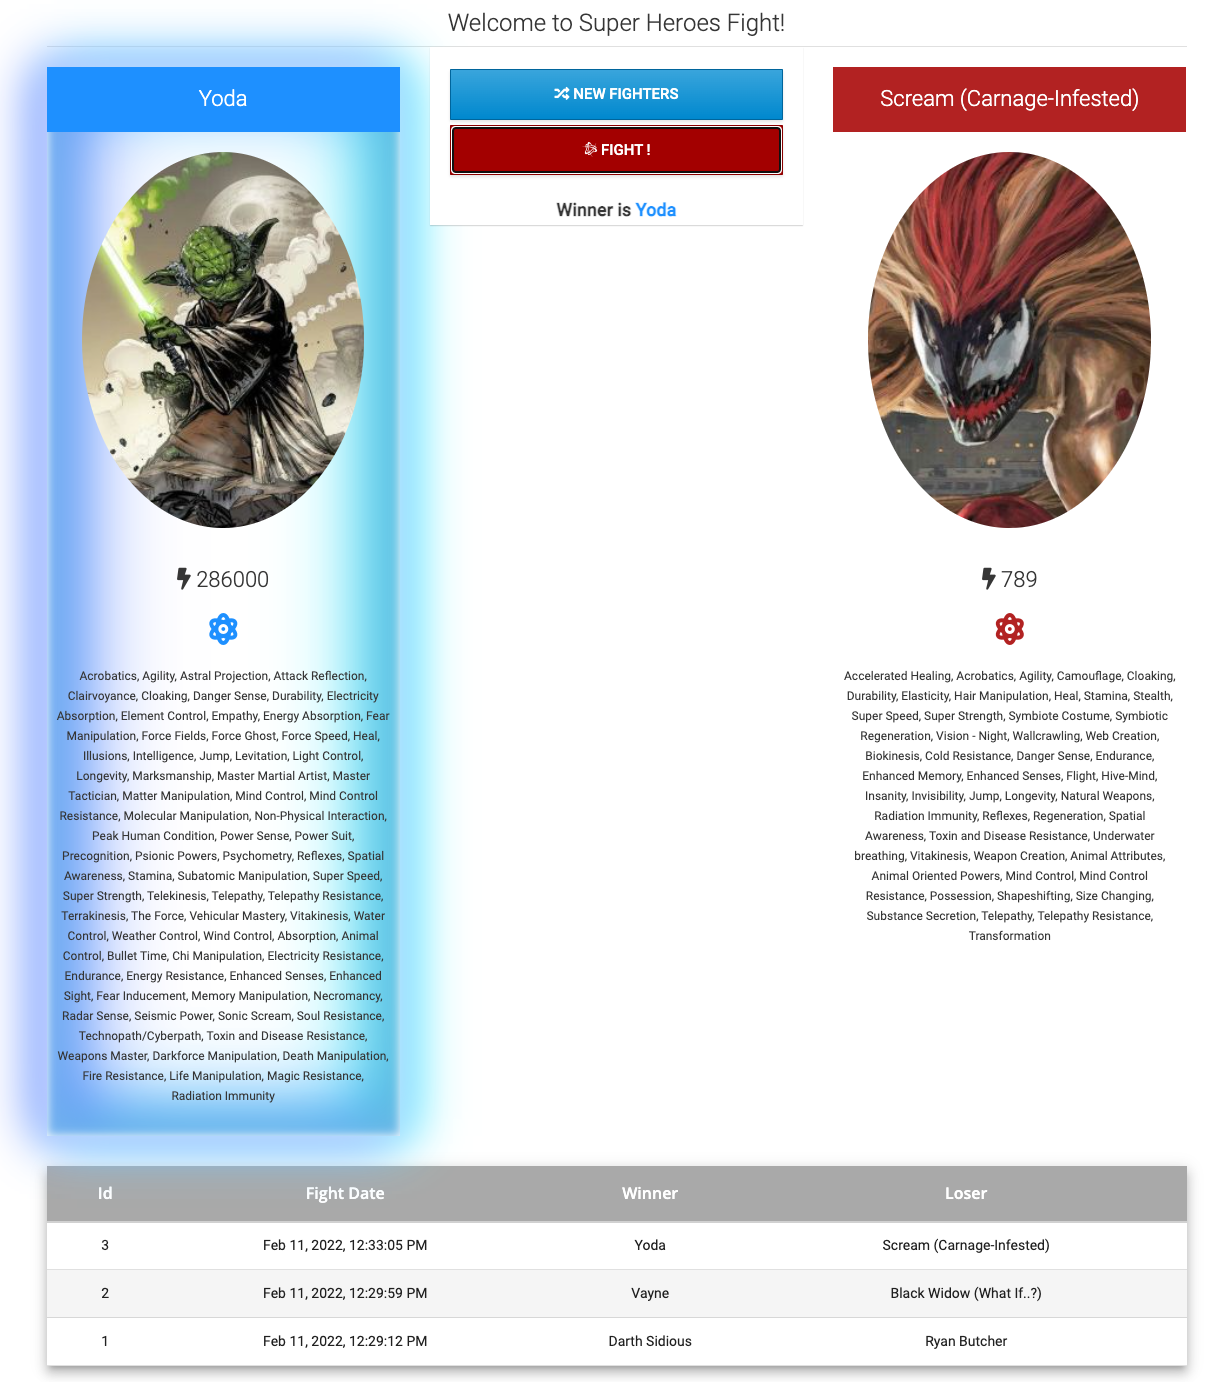 Welcome to Super Heroes Fight!
Yoda
286000
Acrobatics, Agility, Astral Projection, Attack Reflection,
Clairvoyance, Cloaking, Danger Sense, Durability, Electricity
Absorption, Element Control, Empathy, Energy Absorption, Fear
Manipulation, Force Fields, Force Ghost, Force Speed, Heal,
Illusions, Intelligence, Jump, Levitation, Light Control,
Longevity, Marksmanship, Master Martial Artist, Master
Tactician, Matter Manipulation, Mind Control, Mind Control
Resistance, Molecular Manipulation, Non-Physical Interaction,
Peak Human Condition, Power Sense, Power Suit,
Precognition, Psionic Powers, Psychometry, Reflexes, Spatial
Awareness, Stamina, Subatomic Manipulation, Super Speed,
Super Strength, Telekinesis, Telepathy, Telepathy Resistance,
Terrakinesis, The Force, Vehicular Mastery, Vitakinesis, Water
Control, Weather Control, Wind Control, Absorption, Animal
Control, Bullet Time, Chi Manipulation, Electricity Resistance,
Endurance, Energy Resistance, Enhanced Senses, Enhanced
Sight, Fear Inducement, Memory Manipulation, Necromancy,
Radar Sense, Seismic Power, Sonic Scream, Soul Resistance,
Technopath/Cyberpath, Toxin and Disease Resistance,
Weapons Master, Darkforce Manipulation, Death Manipulation,
Fire Resistance, Life Manipulation, Magic Resistance,
Radiation Immunity
NEW FIGHTERS
FIGHT !
Winner is Yoda
Scream (Carnage-Infested)
789
Accelerated Healing, Acrobatics, Agility, Camouflage, Cloaking,
Durability, Elasticity, Hair Manipulation, Heal, Stamina, Stealth,
Super Speed, Super Strength, Symbiote Costume, Symbiotic
Regeneration, Vision - Night, Wallcrawling, Web Creation,
Biokinesis, Cold Resistance, Danger Sense, Endurance,
Enhanced Memory, Enhanced Senses, Flight, Hive-Mind,
Insanity, Invisibility, Jump, Longevity, Natural Weapons,
Radiation Immunity, Reflexes, Regeneration, Spatial
Awareness, Toxin and Disease Resistance, Underwater
breathing, Vitakinesis, Weapon Creation, Animal Attributes,
Animal Oriented Powers, Mind Control, Mind Control
Resistance, Possession, Shapeshifting, Size Changing,
Substance Secretion, Telepathy, Telepathy Resistance,
Transformation
Id Fight Date Winner Loser
3 Feb 11, 2022, 12:33:05 PM Yoda Scream (Carnage-Infested)
2 Feb 11, 2022, 12:29:59 PM Vayne Black Widow (What If..?)
1 Feb 11, 2022, 12:29:12 PM Darth Sidious Ryan Butcher